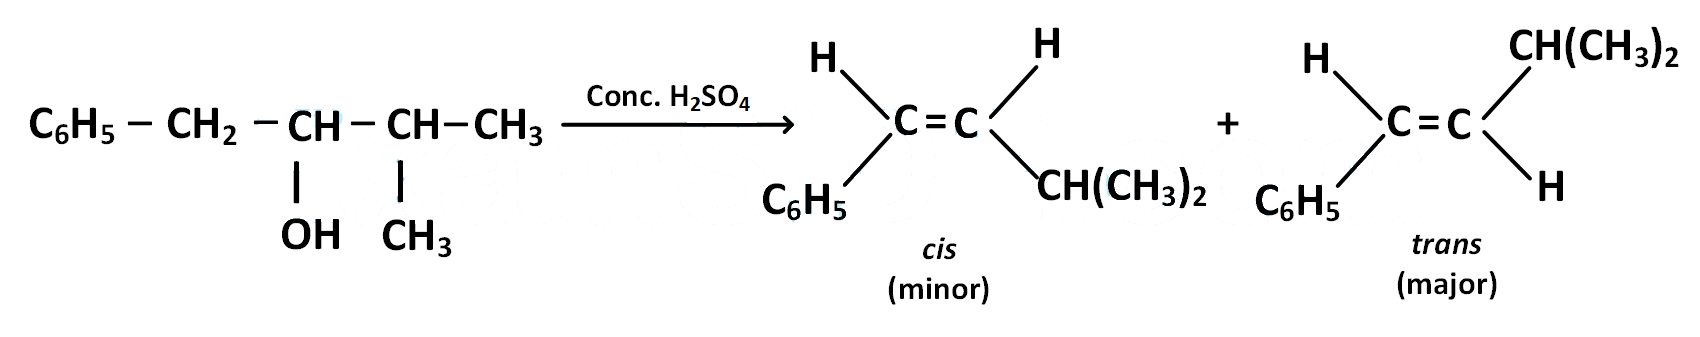 C₆H₅ – CH₂ – CH – CH – CH₃
OH CH₃
Conc. H₂SO₄
H H
C=C
C₆H₅ CH(CH₃)₂
cis
(minor)
+
H CH(CH₃)₂
C=C
C₆H₅ H
trans
(major)